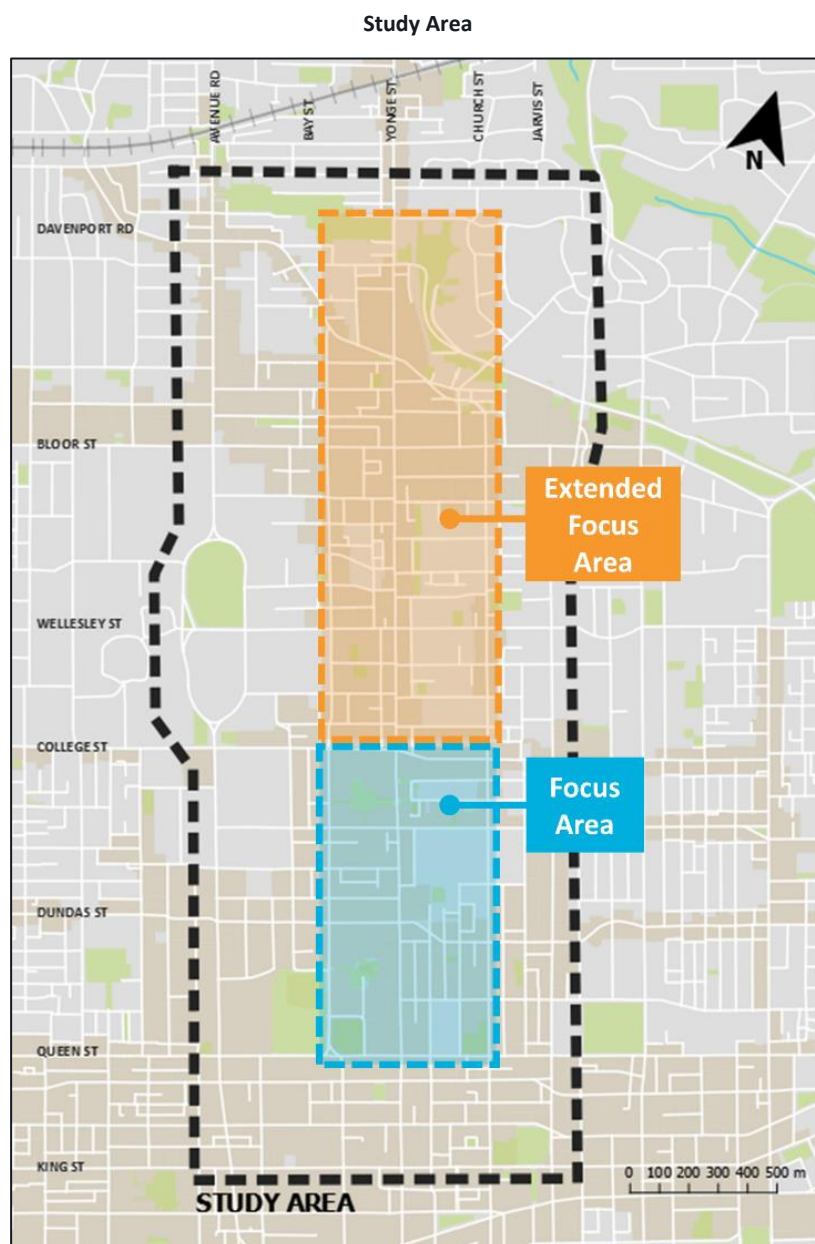 Study Area
AVENUE RD
BAY ST
YONGE ST
CHURCH ST
JARVIS ST
N
DAVENPORT RD
BLOOR ST
Extended
Focus
Area
WELLESLEY ST
COLLEGE ST
Focus
Area
DUNDAS ST
QUEEN ST
KING ST
0 100 200 300 400 500 m
STUDY AREA